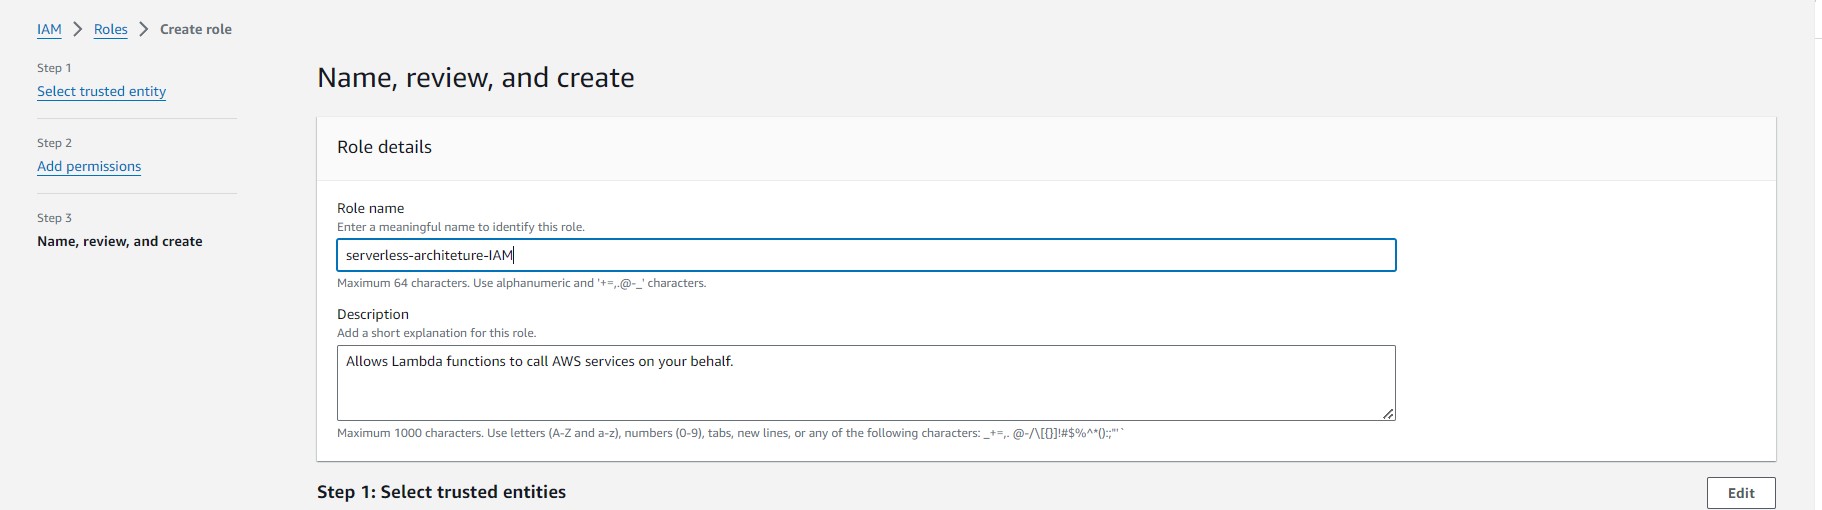 IAM > Roles > Create role
Step 1
Select trusted entity
Step 2
Add permissions
Step 3
Name, review, and create
Name, review, and create
Role details
Role name
Enter a meaningful name to identify this role.
serverless-architeture-IAM
Maximum 64 characters. Use alphanumeric and '+=,.@-_' characters.
Description
Add a short explanation for this role.
Allows Lambda functions to call AWS services on your behalf.
Maximum 1000 characters. Use letters (A-Z and a-z), numbers (0-9), tabs, new lines, or any of the following characters: _+=,. @-/\[{}]!#$%^*();:"'`
Step 1: Select trusted entities
Edit